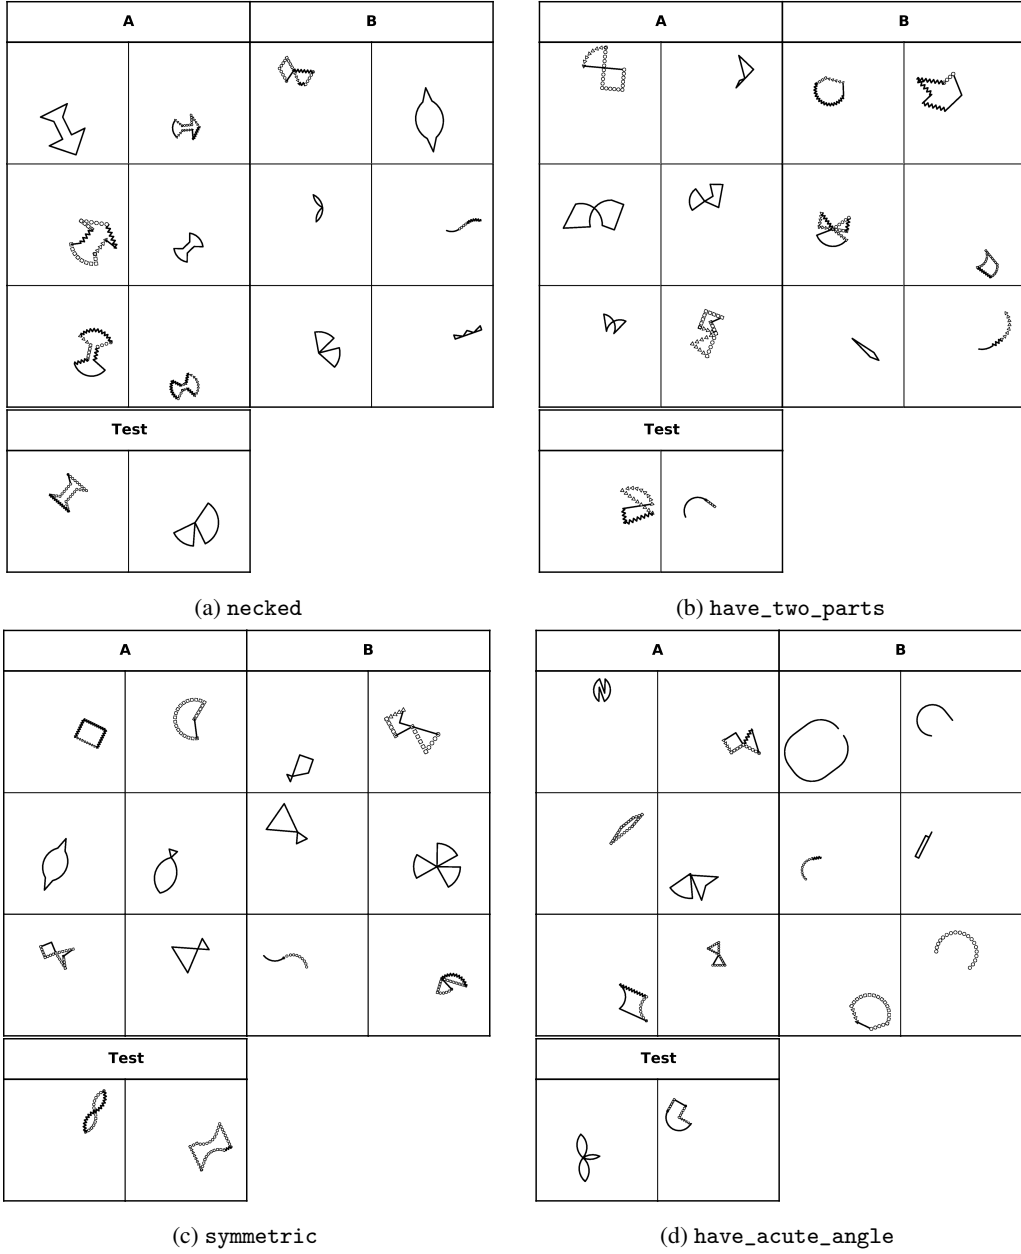 A B
A B
Test
Test
(a) necked
(b) have_two_parts
A B
A B
Test
Test
(c) symmetric
(d) have_acute_angle